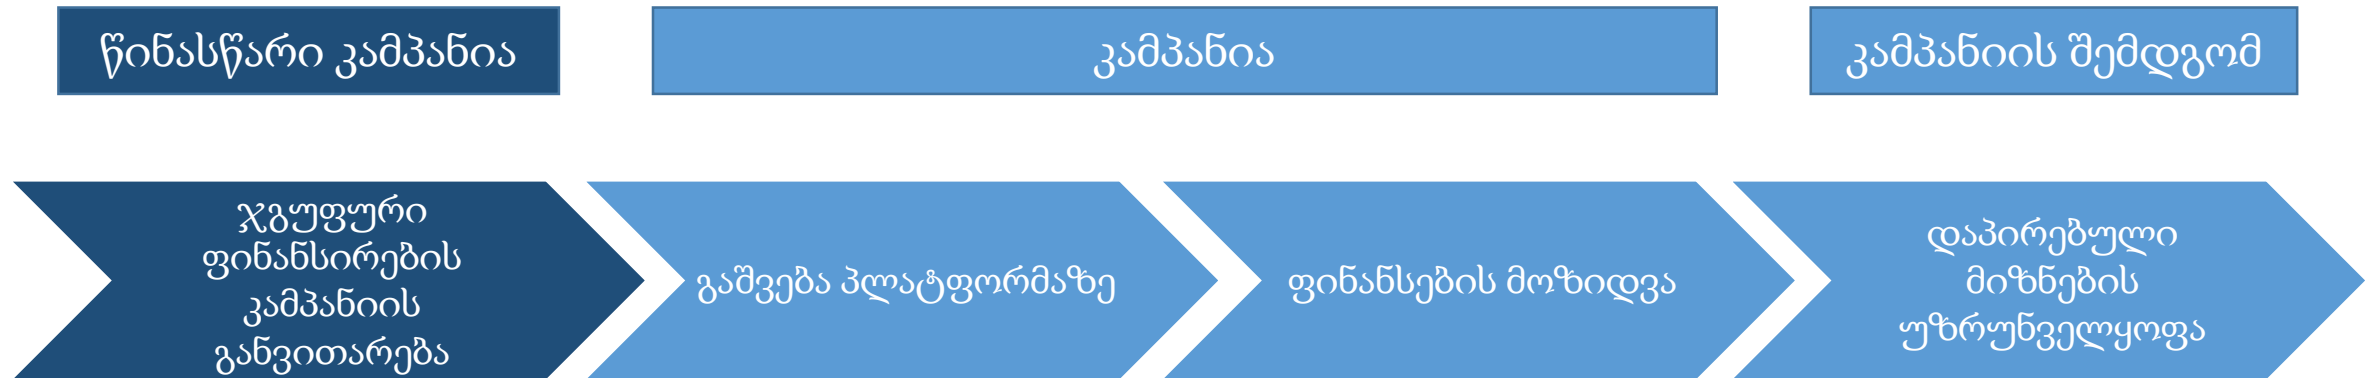 წინასწარი კამპანია
კამპანია
კამპანიის შემდგომ
ჯგუფური
ფინანსირების
კამპანიის
განვითარება
გაშვება პლატფორმაზე
ფინანსების მოზიდვა
დაპირებული
მიზნების
უზრუნველყოფა